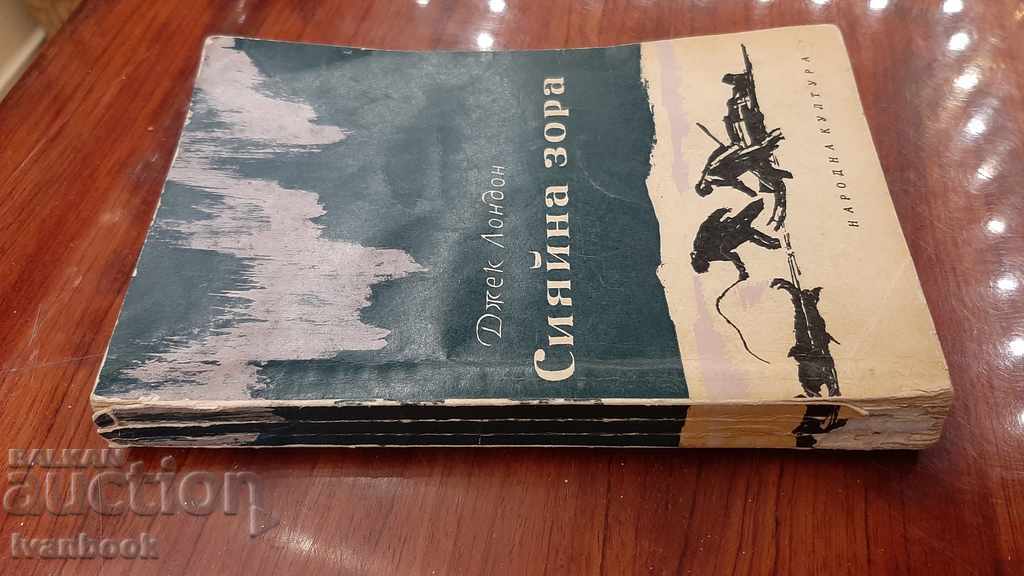 Джек Лондон
Сияйна зора
НАРОДНА КУЛТУРА
BALKAN
auction
Ivanbook